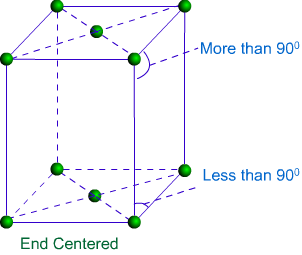 More than 90⁰
Less than 90⁰
End Centered